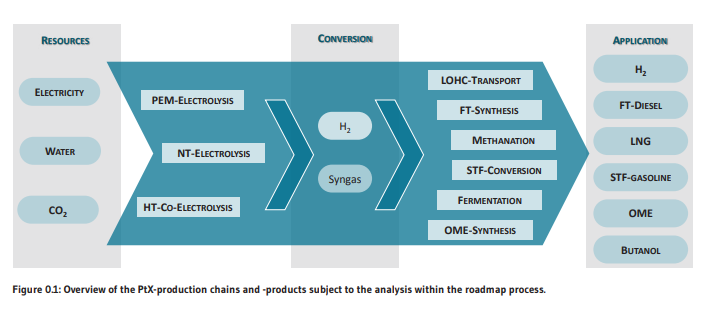 RESOURCES
ELECTRICITY
WATER
CO₂
PEM-ELECTROLYSIS
NT-ELECTROLYSIS
HT-CO-ELECTROLYSIS
CONVERSION
H₂
Syngas
LOHC-TRANSPORT
FT-SYNTHESIS
METHANATION
STF-CONVERSION
FERMENTATION
OME-SYNTHESIS
APPLICATION
H₂
FT-DIESEL
LNG
STF-GASOLINE
OME
BUTANOL
Figure 0.1: Overview of the PtX-production chains and -products subject to the analysis within the roadmap process.